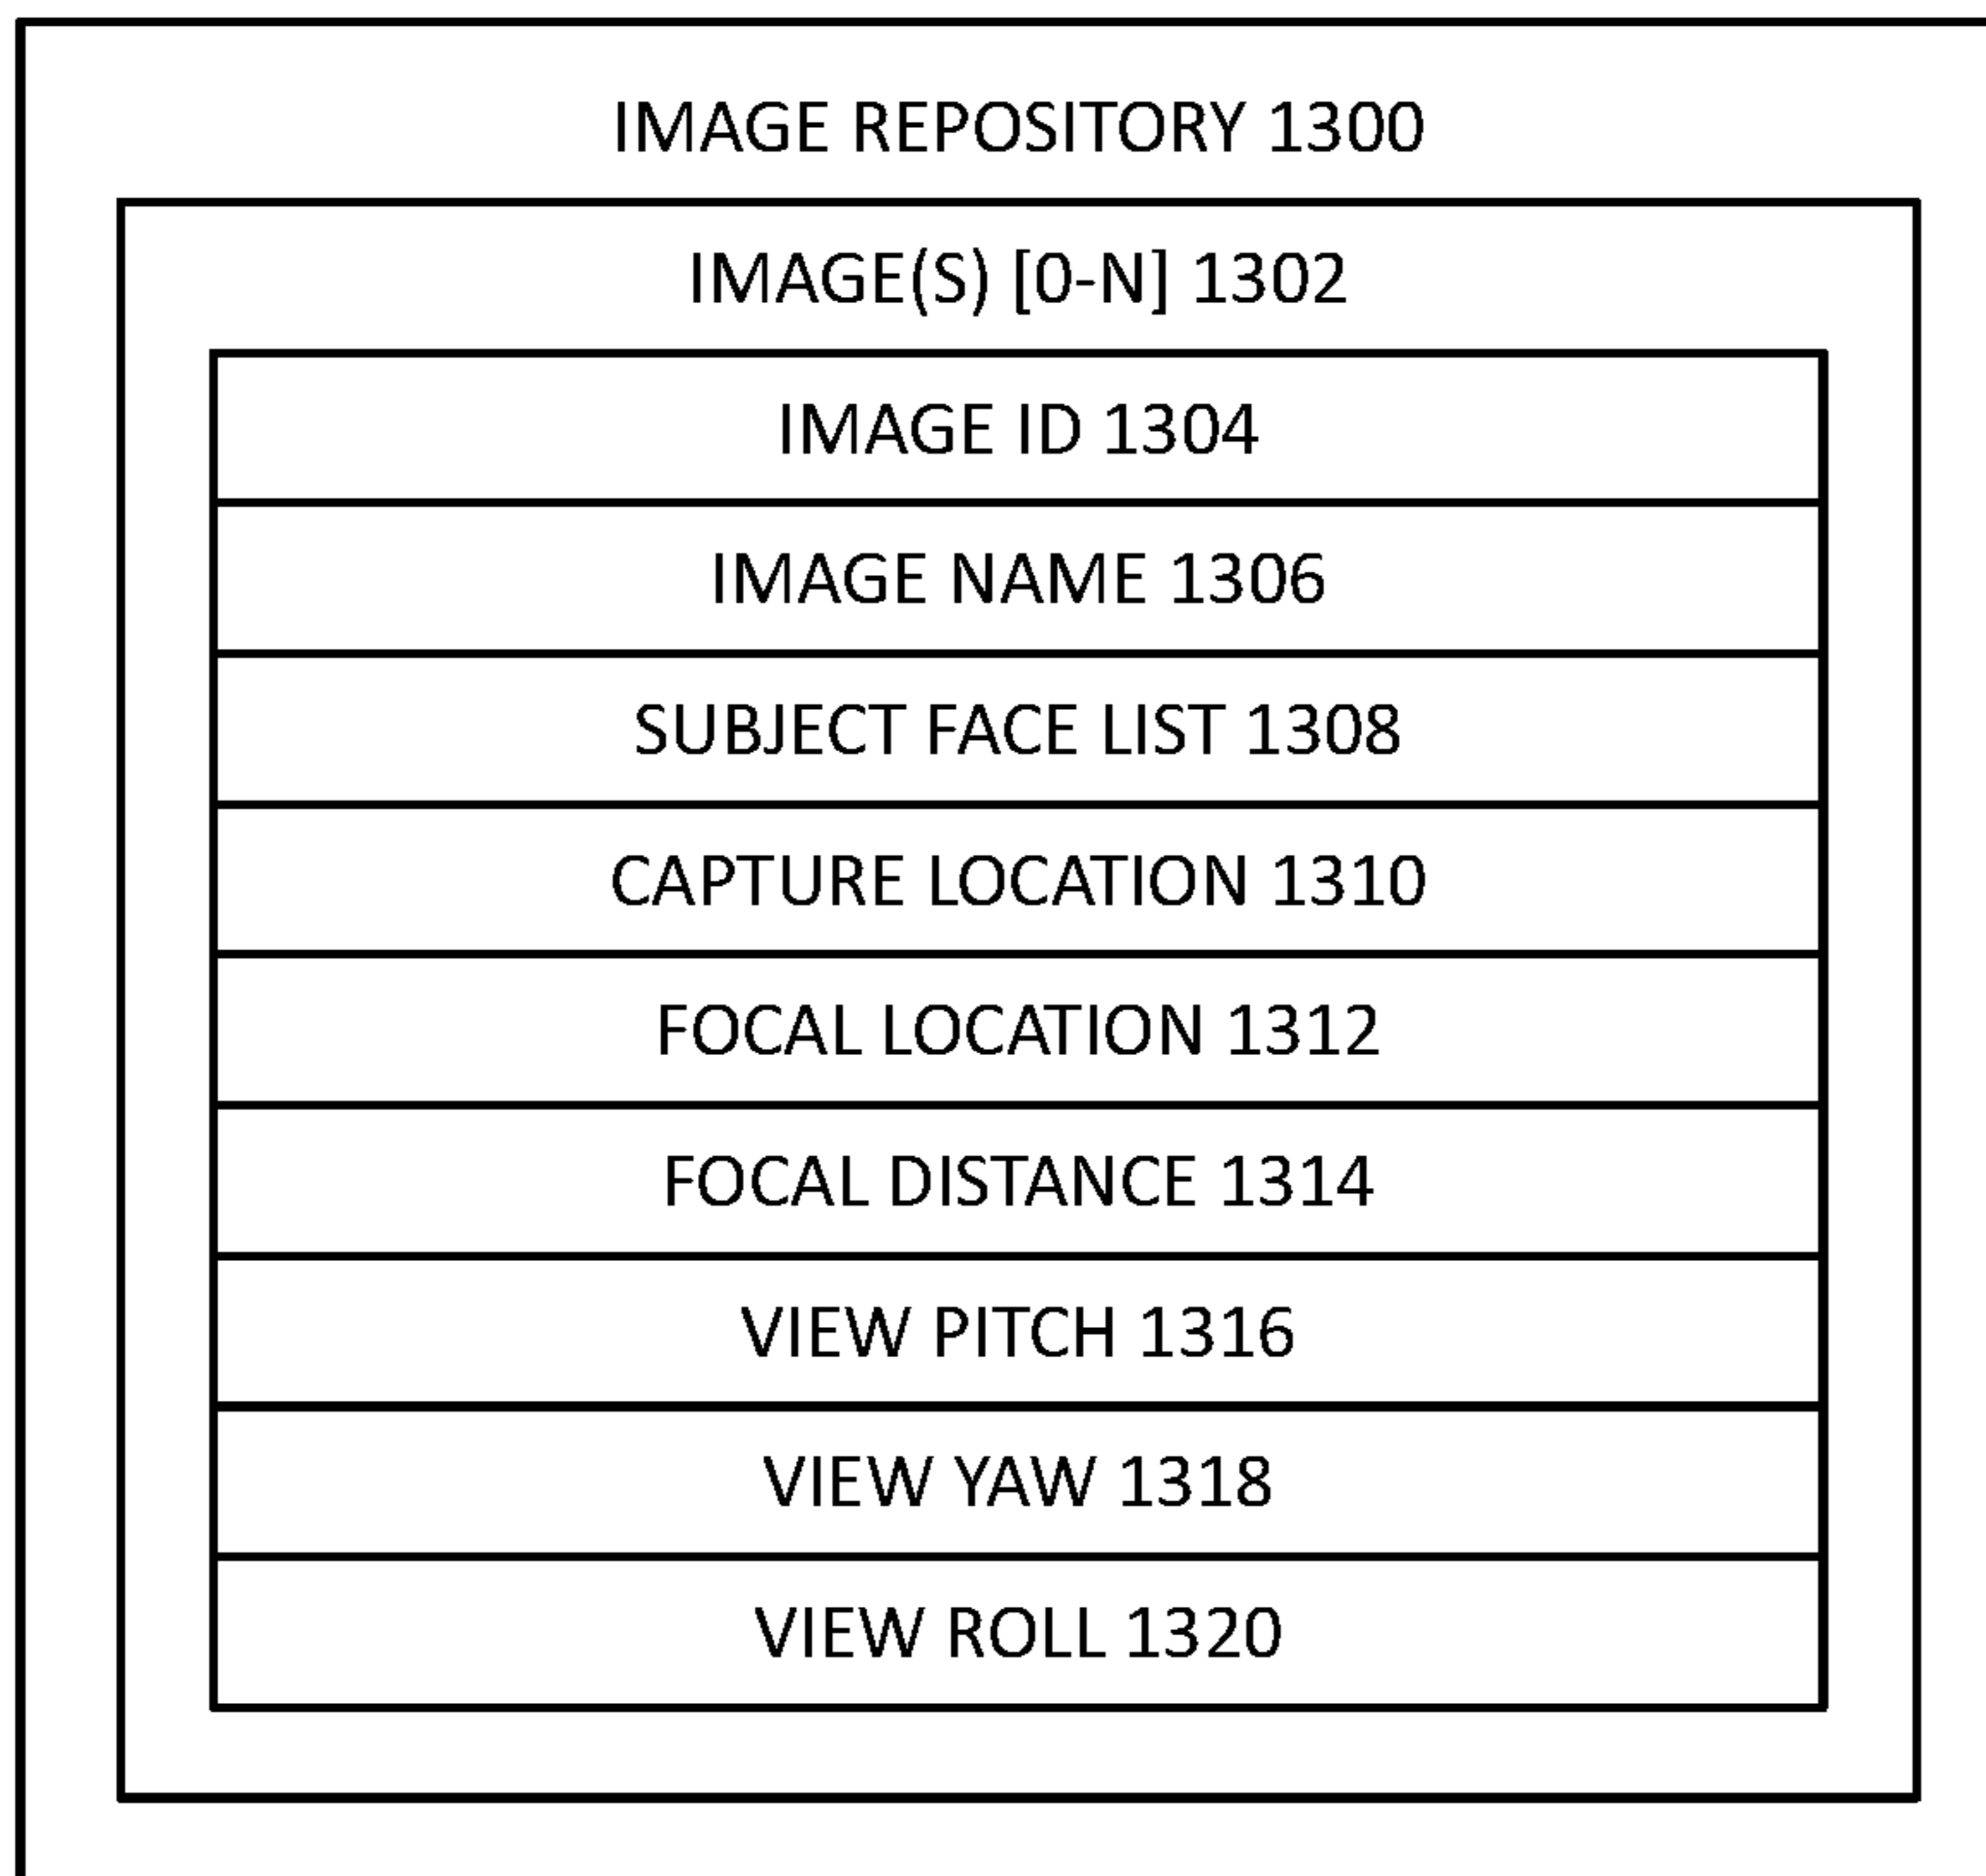 IMAGE REPOSITORY 1300
IMAGE(S) [0-N] 1302
IMAGE ID 1304
IMAGE NAME 1306
SUBJECT FACE LIST 1308
CAPTURE LOCATION 1310
FOCAL LOCATION 1312
FOCAL DISTANCE 1314
VIEW PITCH 1316
VIEW YAW 1318
VIEW ROLL 1320